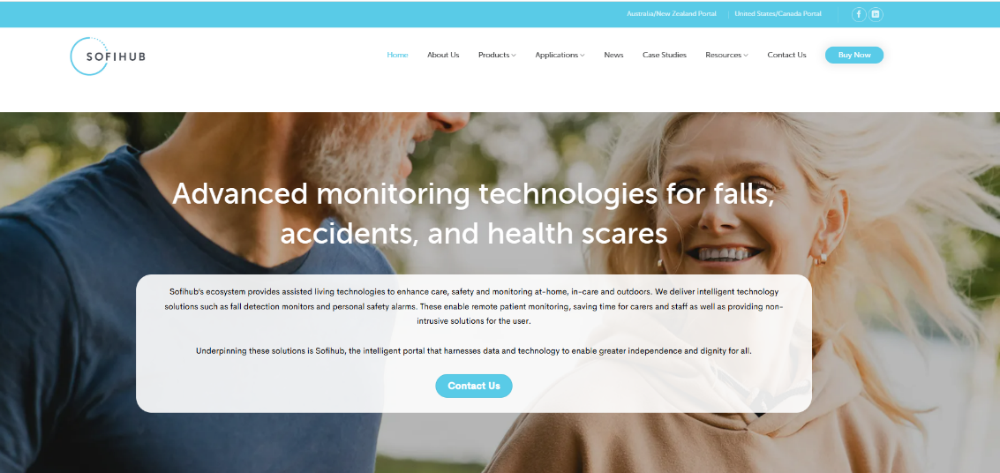 Australia/New Zealand Portal United States/Canada Portal
SOFIHUB
Home About Us Products Applications News Case Studies Resources Contact Us Buy Now
Advanced monitoring technologies for falls,
accidents, and health scares
Sofihub's ecosystem provides assisted living technologies to enhance care, safety and monitoring at-home, in-care and outdoors. We deliver intelligent technology
solutions such as fall detection monitors and personal safety alarms. These enable remote patient monitoring, saving time for carers and staff as well as providing non-
intrusive solutions for the user.
Underpinning these solutions is Sofihub, the intelligent portal that harnesses data and technology to enable greater independence and dignity for all.
Contact Us